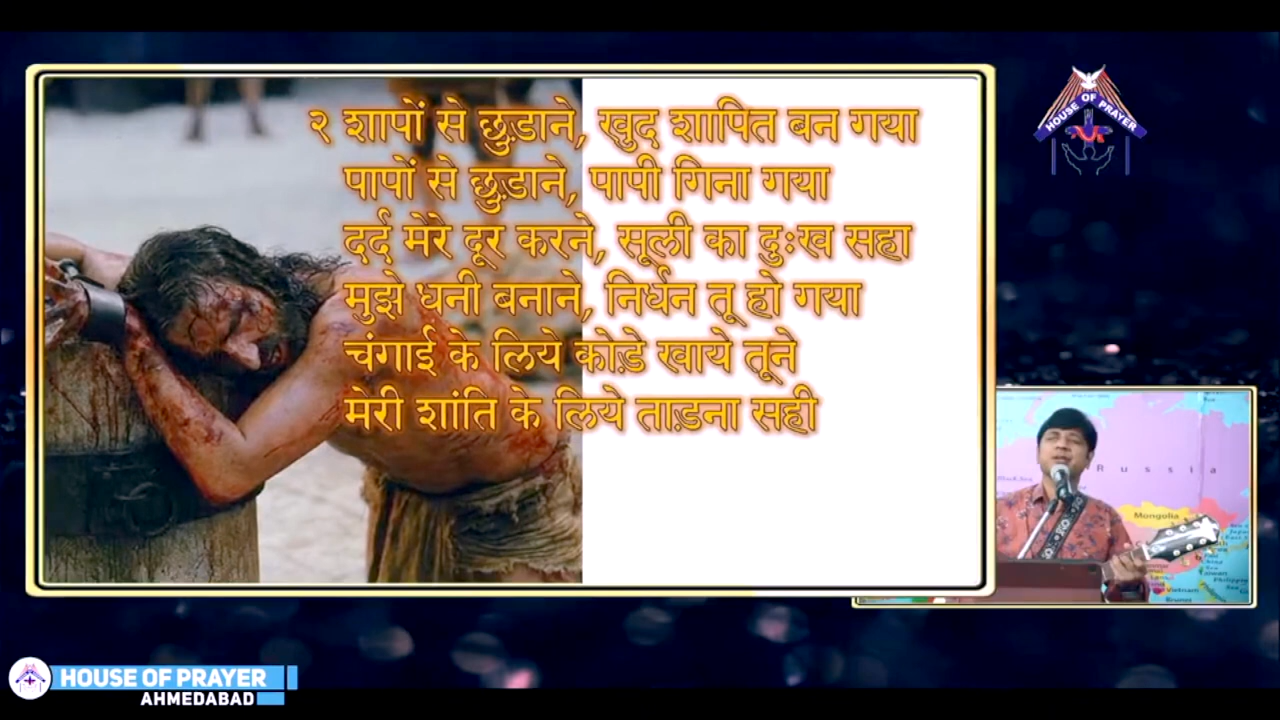 २ शापों से छुड़ाने, खुद शापित बन गया
पापों से छुड़ाने, पापी गिना गया
दर्द मेरे दूर करने, सूली का दुःख सहा
मुझे धनी बनाने, निर्धन तू हो गया
चंगाई के लिये कोड़े खाये तूने
मेरी शांति के लिये ताड़ना सही
HOUSE OF PRAYER
Russia
Mongolia
Vietnam
HOUSE OF PRAYER
AHMEDABAD